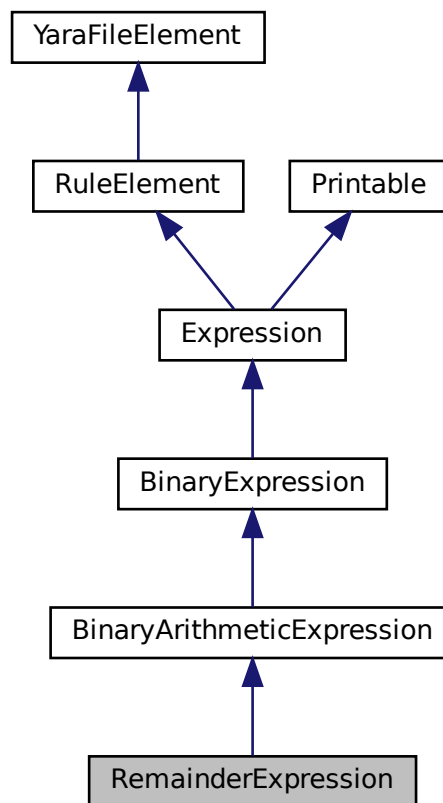 YaraFileElement
RuleElement
Printable
Expression
BinaryExpression
BinaryArithmeticExpression
RemainderExpression